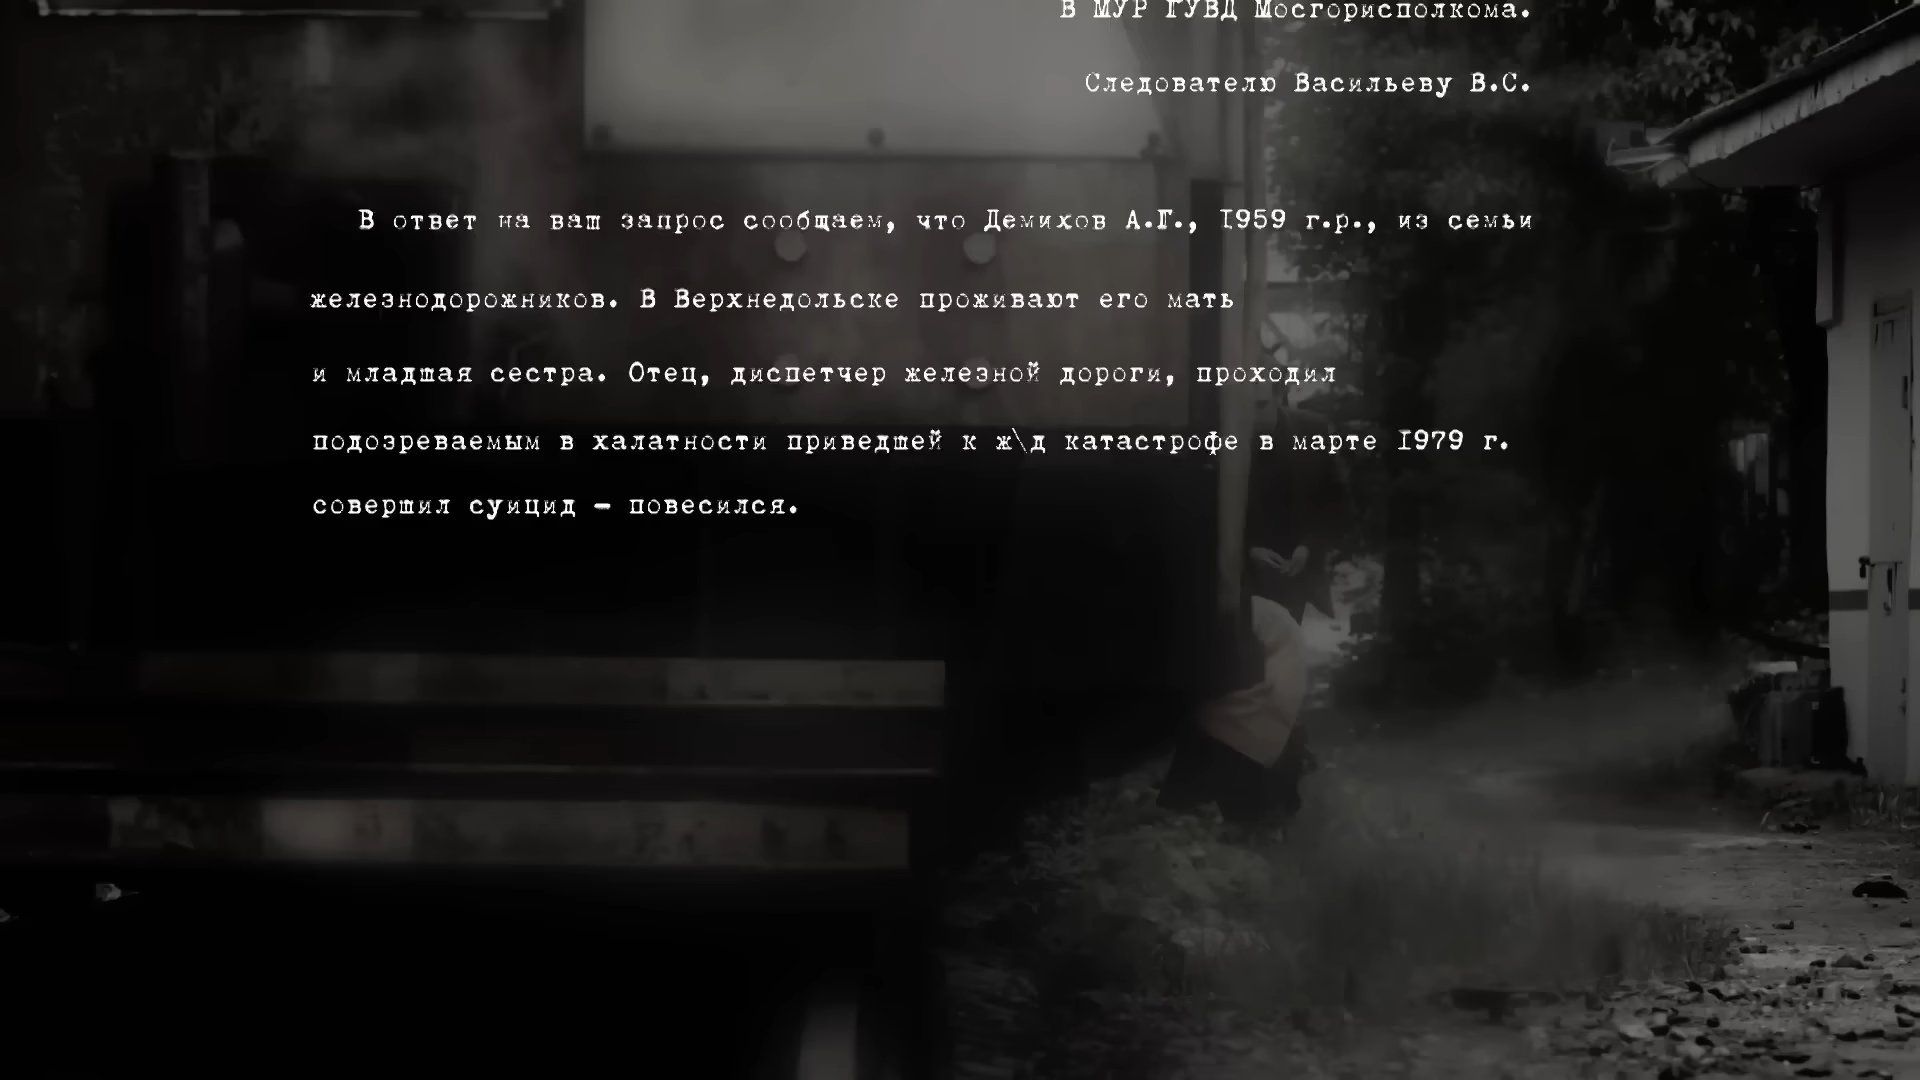 В МУР ГУВД Мосгорисполкома.
Следователю Васильеву В.С.
В ответ на ваш запрос сообщаем, что Демихов А.Г., 1959 г.р., из семьи
железнодорожников. В Верхнедольске проживают его мать
и младшая сестра. Отец, диспетчер железной дороги, проходил
подозреваемым в халатности приведшей к ж\д катастрофе в марте 1979 г.
совершил суицид – повесился.